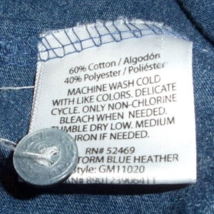 60% Cotton / Algodón
40% Polyester / Poliéster
MACHINE WASH COLD
WITH LIKE COLORS, DELICATE
CYCLE. ONLY NON-CHLORINE
BLEACH WHEN NEEDED.
TUMBLE DRY LOW. MEDIUM
IRON IF NEEDED.
RN# 52469
STORM BLUE HEATHER
Style: GM11020